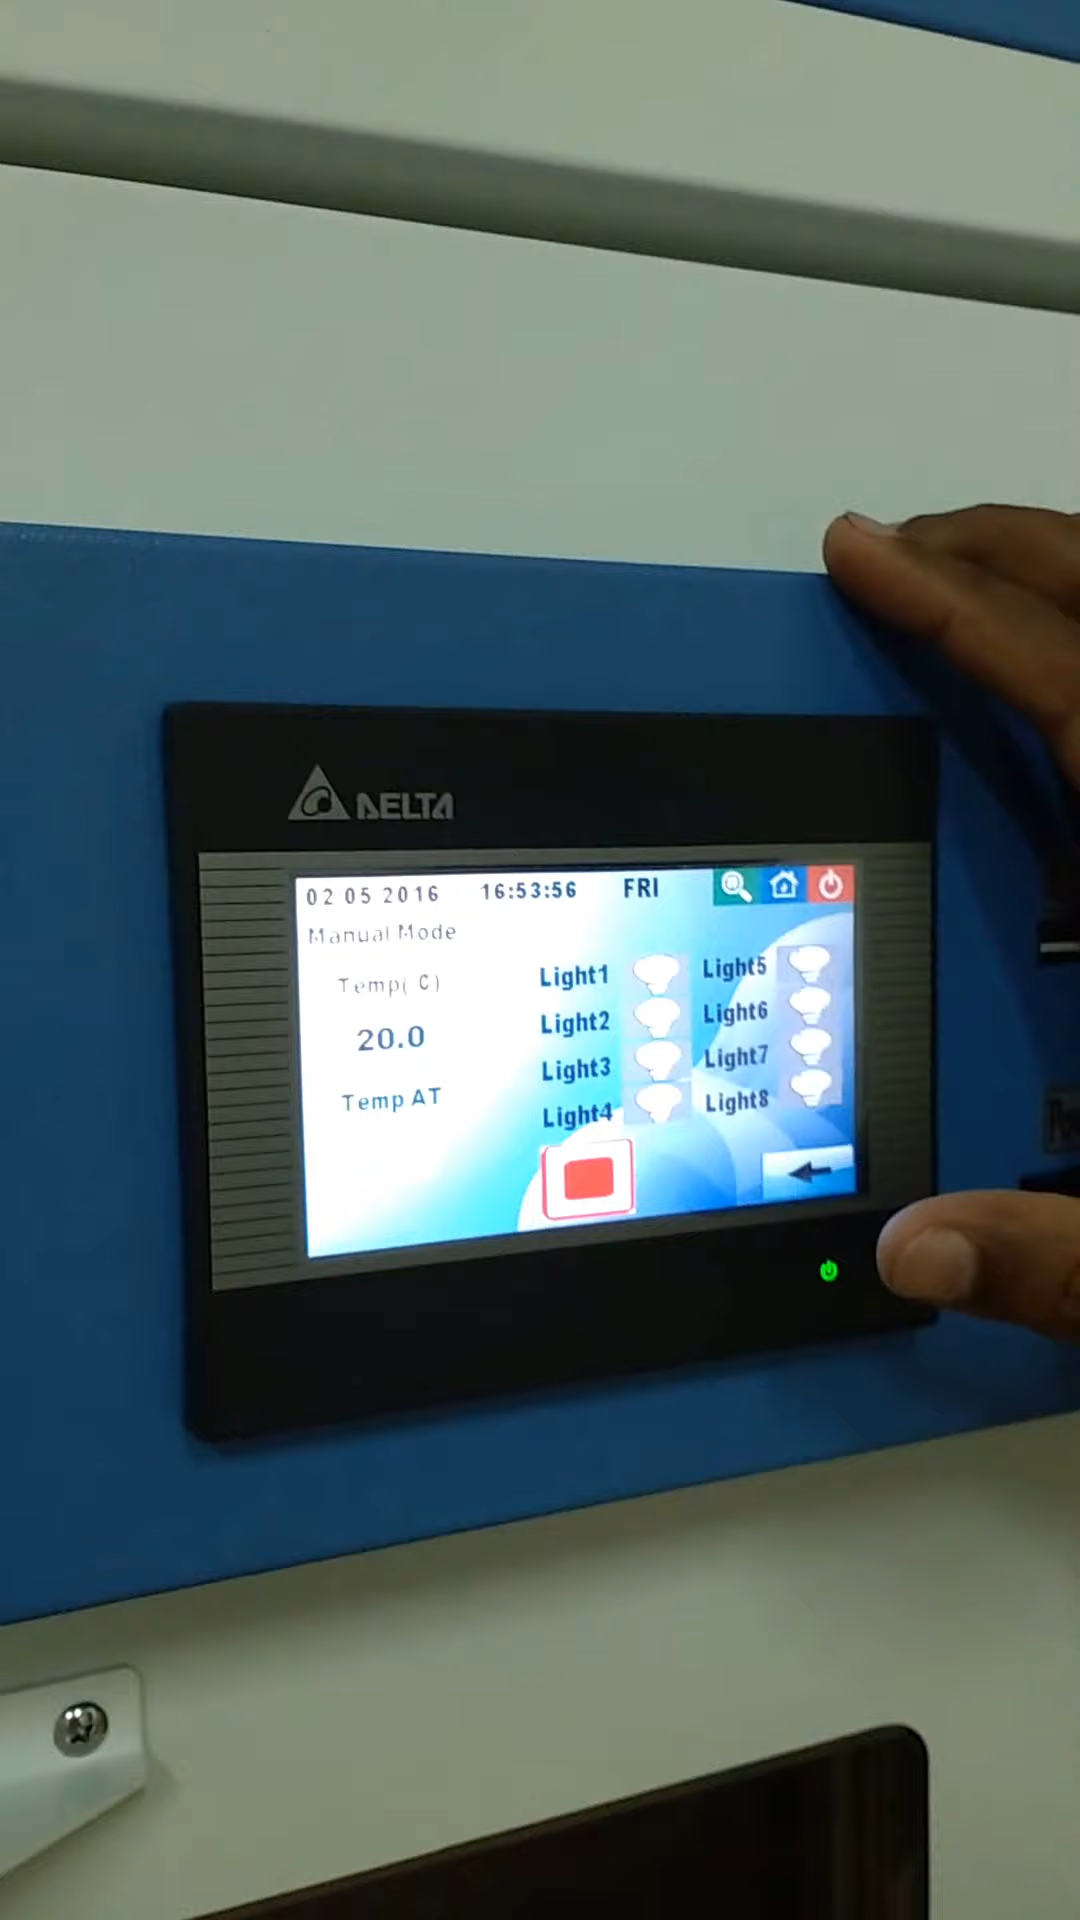 DELTA
02 05 2016 16:53:56 FRI
Manual Mode
Temp( C)
20.0
Temp AT
Light1
Light2
Light3
Light4
Light5
Light6
Light7
Light8